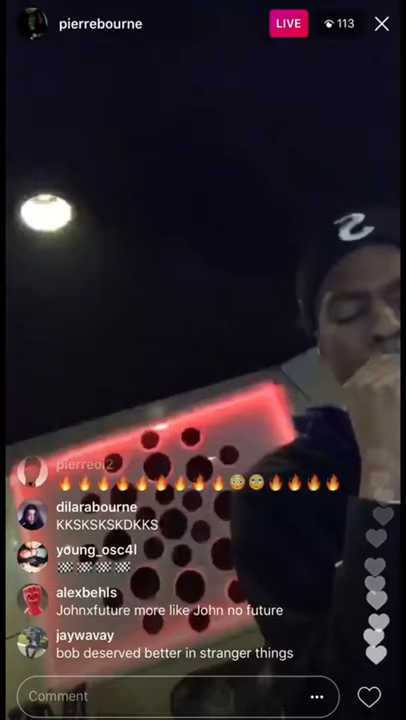 pierrebourne
LIVE
113
pierreol2
🔥🔥🔥🔥🔥🔥🔥🔥🔥😳😳🔥🔥🔥🔥
dilarabourne
KKSKSKSKDKKS
young_osc4l
🏁🏁🏁🏁
alexbehls
Johnxfuture more like John no future
jaywavay
bob deserved better in stranger things
Comment